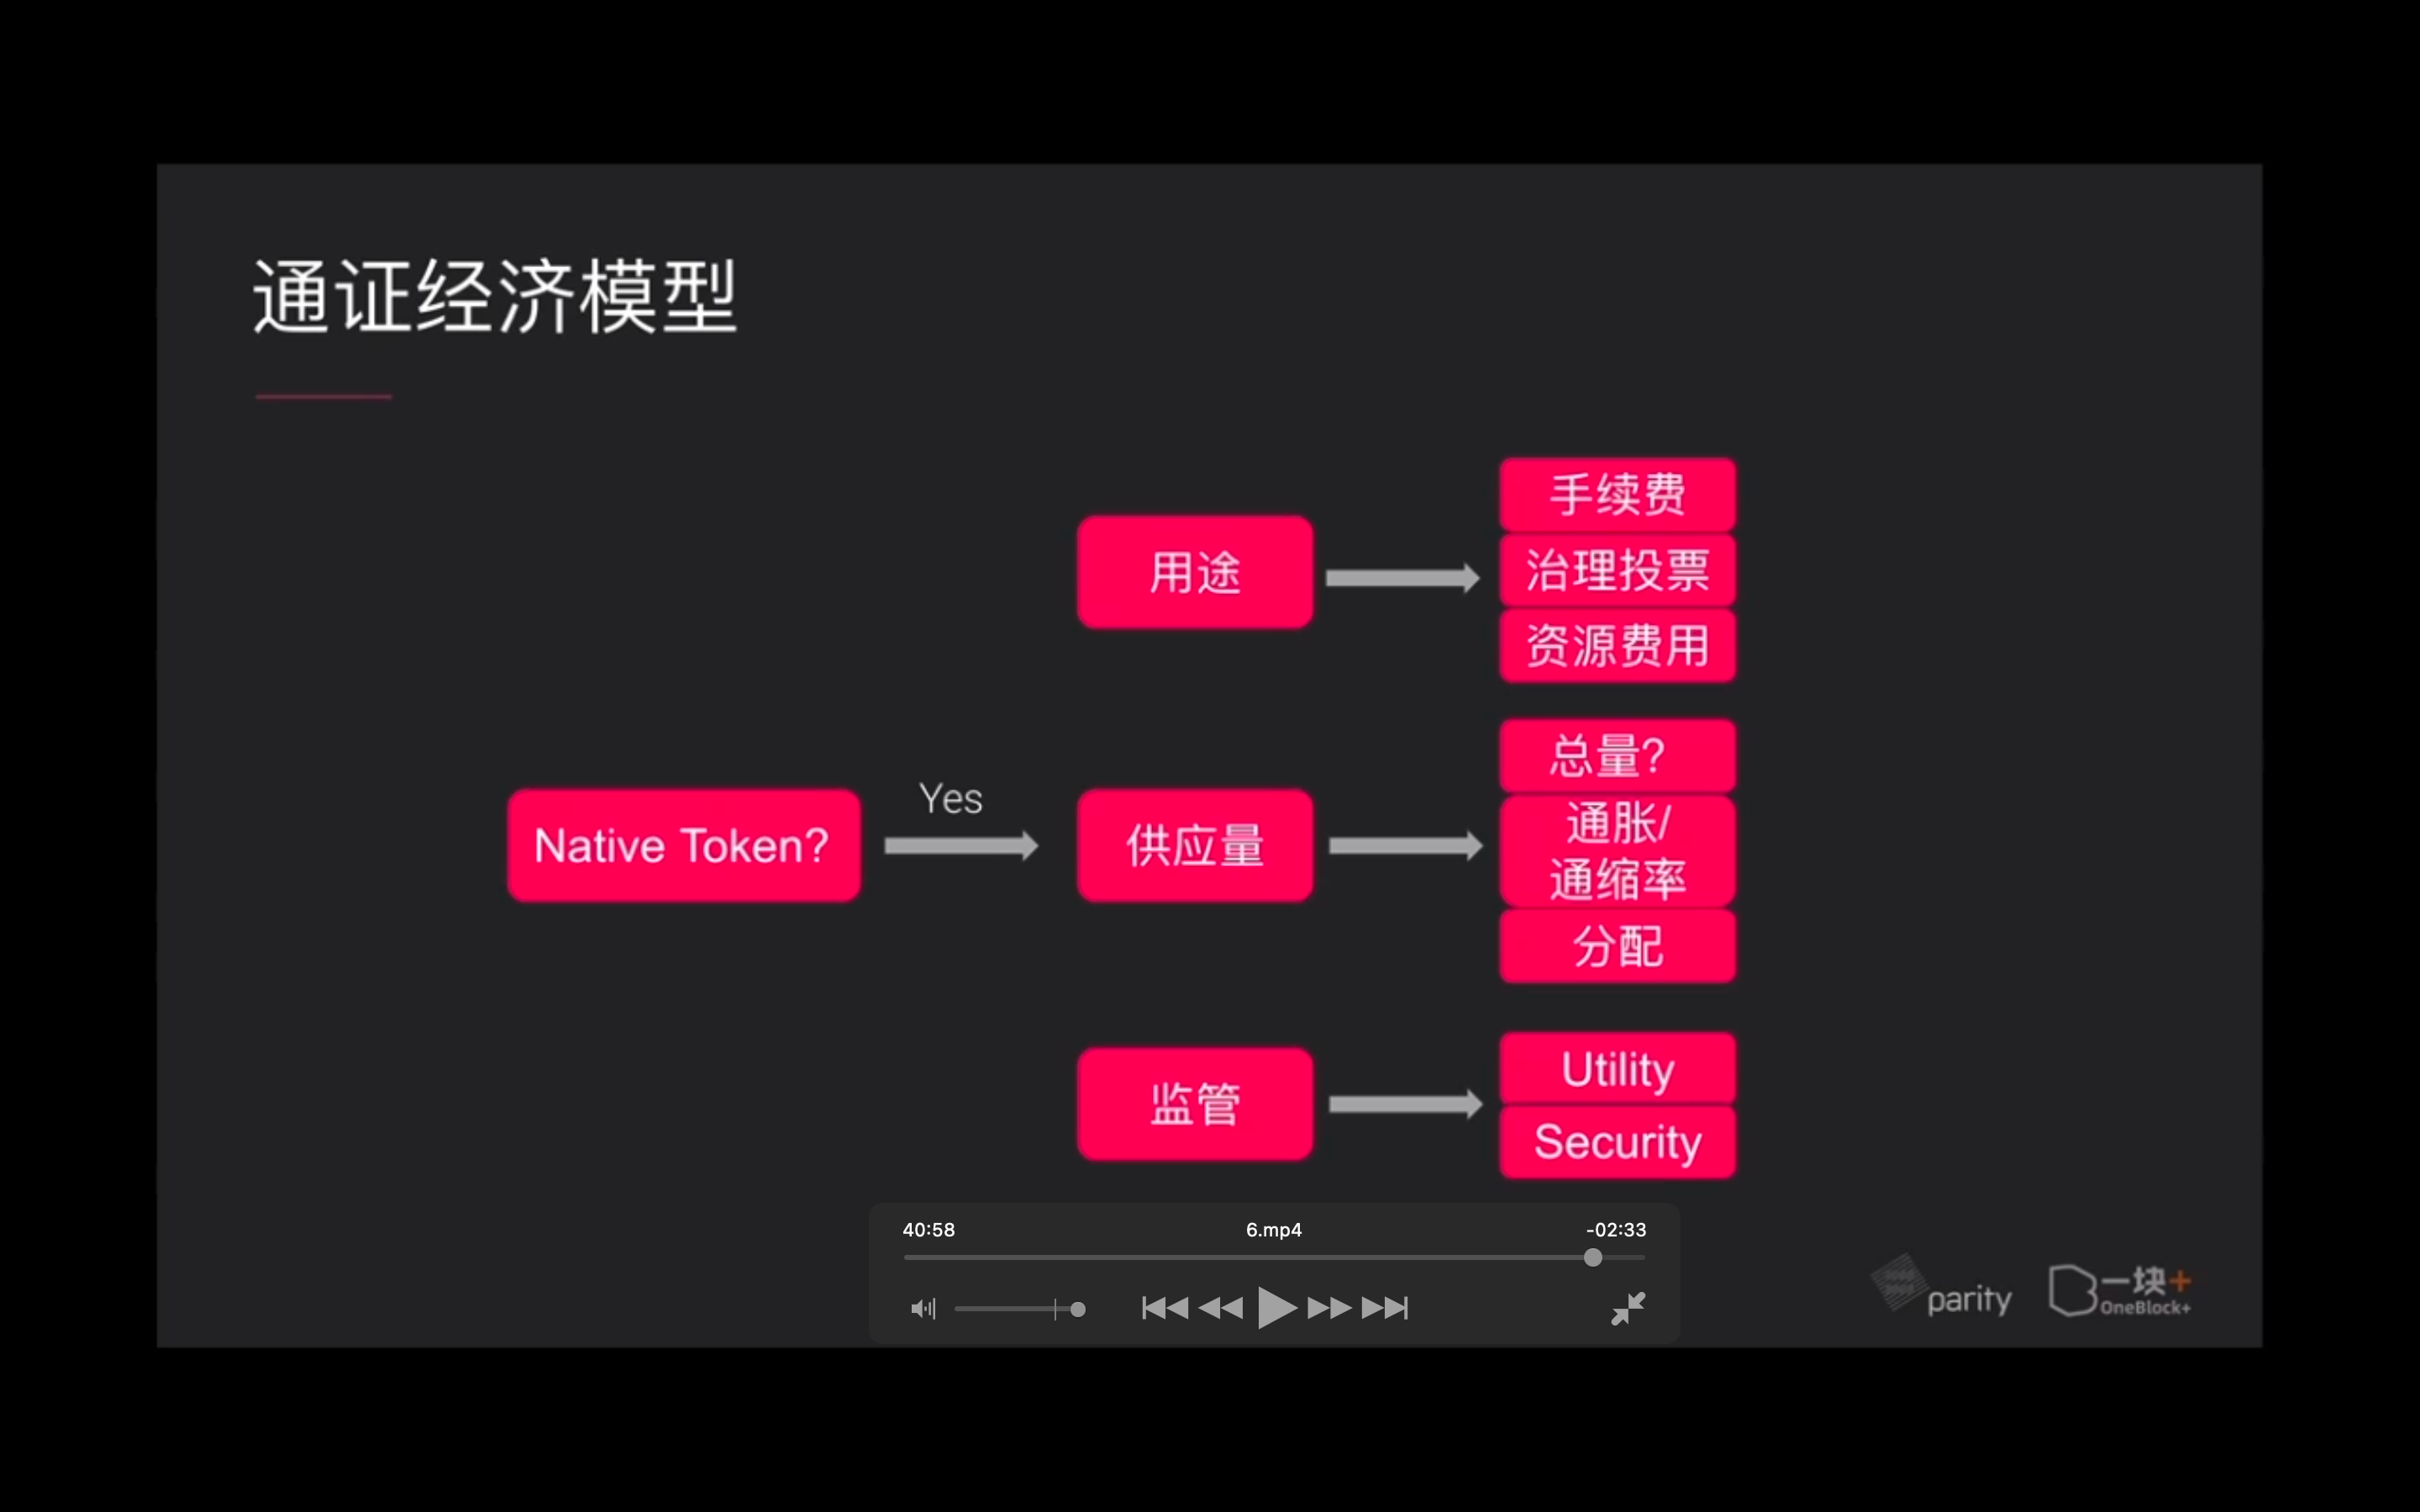 通证经济模型
用途
手续费
治理投票
资源费用
Native Token?
Yes
供应量
总量?
通胀/
通缩率
分配
监管
Utility
Security
40:58
6.mp4
-02:33
parity
一块+
OneBlock+